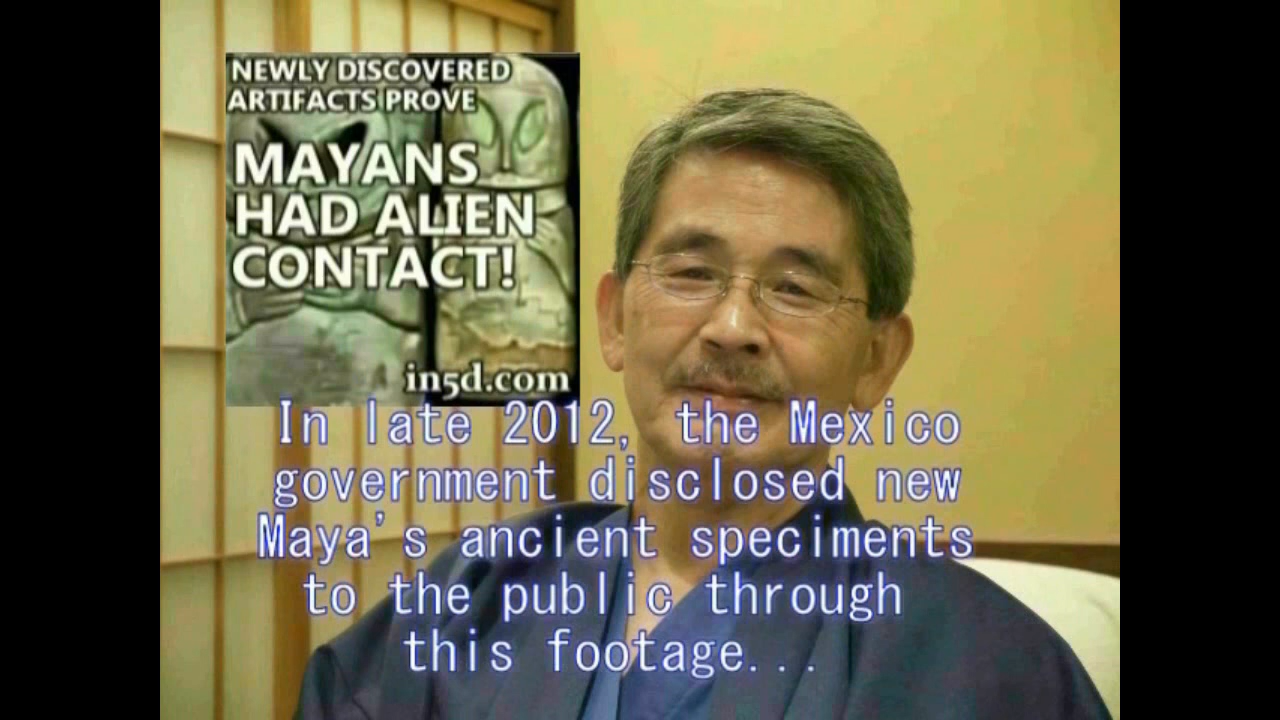 NEWLY DISCOVERED
ARTIFACTS PROVE
MAYANS
HAD ALIEN
CONTACT!
in5d.com
In late 2012, the Mexico
government disclosed new
Maya's ancient speciments
to the public through
this footage...